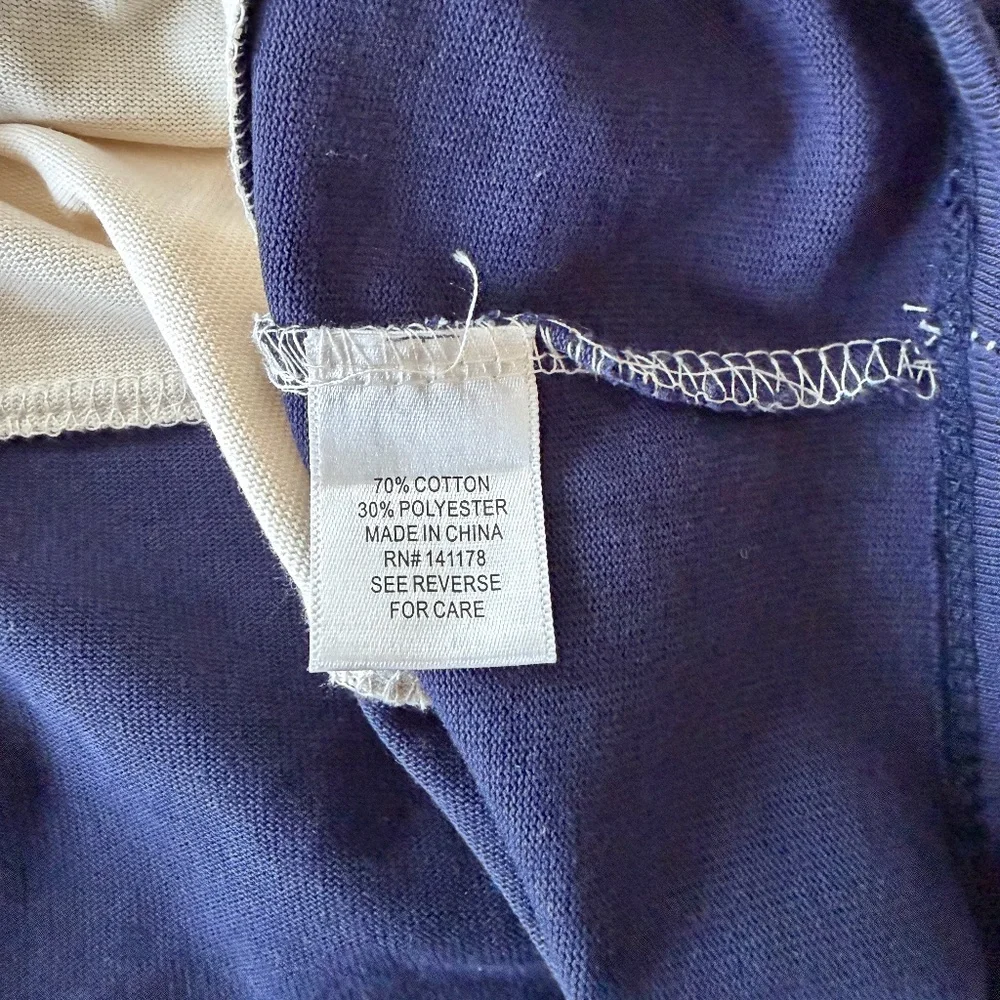 70% COTTON
30% POLYESTER
MADE IN CHINA
RN# 141178
SEE REVERSE
FOR CARE